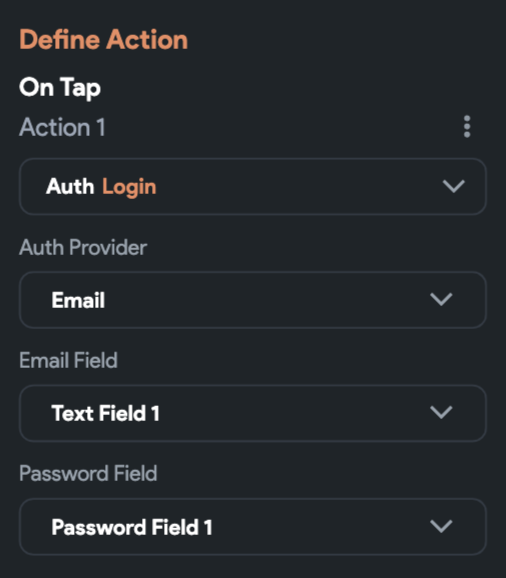 Define Action
On Tap
Action 1
Auth Login
Auth Provider
Email
Email Field
Text Field 1
Password Field
Password Field 1